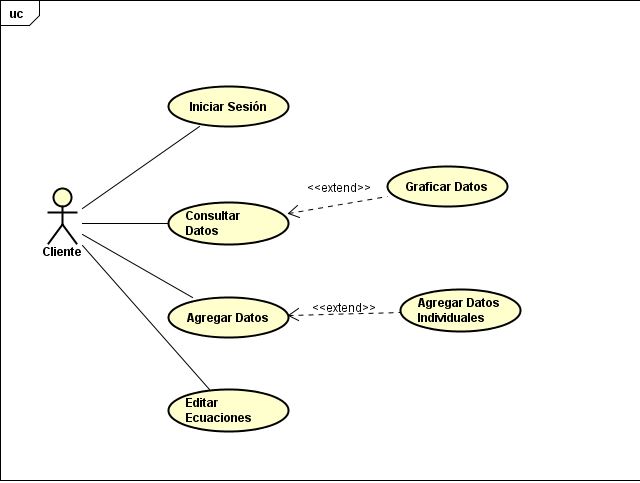 uc
Iniciar Sesión
<<extend>>
Graficar Datos
Consultar
Datos
Cliente
Agregar Datos
<<extend>>
Agregar Datos
Individuales
Editar
Ecuaciones